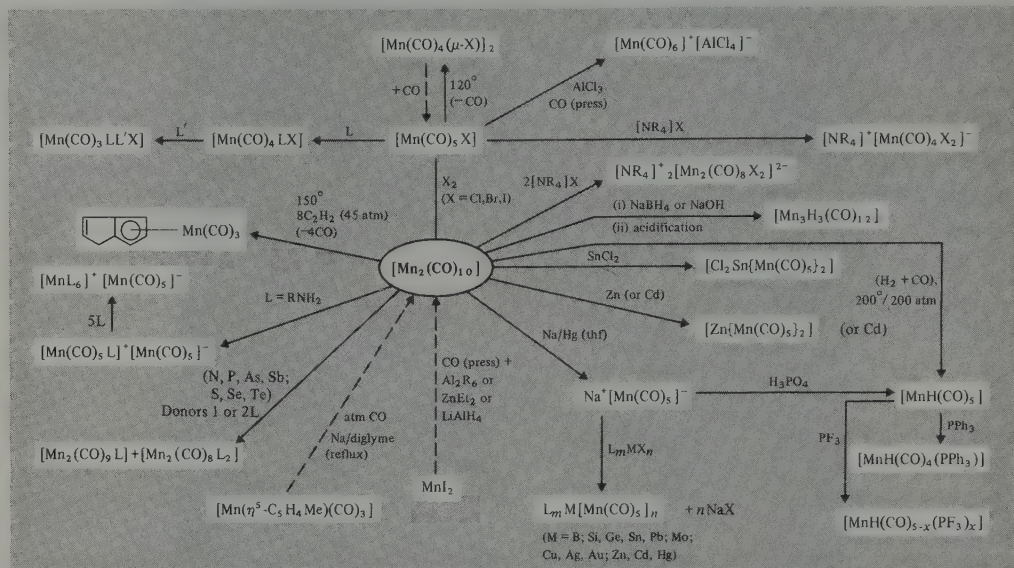 [Mn(CO)₄(μ-X)]₂
[Mn(CO)₆]⁺[AlCl₄]⁻
+CO
120°
(−CO)
AlCl₃
CO (press)
[Mn(CO)₃LL′X]
L′
[Mn(CO)₄LX]
L
[Mn(CO)₅X]
[NR₄]X
[NR₄]⁺[Mn(CO)₄X₂]⁻
X₂
(X = Cl,Br,I)
2[NR₄]X
[NR₄]⁺₂[Mn₂(CO)₈X₂]²⁻
150°
8C₂H₂ (45 atm)
(−4CO)
(i) NaBH₄ or NaOH
(ii) acidification
[Mn₃H₃(CO)₁₂]
Mn(CO)₃
[Mn₂(CO)₁₀]
SnCl₂
[Cl₂Sn{Mn(CO)₅}₂]
[MnL₆]⁺ [Mn(CO)₅]⁻
L = RNH₂
Zn (or Cd)
(H₂ + CO),
200°/200 atm
5L
[Zn{Mn(CO)₅}₂]
(or Cd)
[Mn(CO)₅L]⁺[Mn(CO)₅]⁻
Na/Hg (thf)
(N, P, As, Sb;
S, Se, Te)
Donors 1 or 2L
CO (press) +
Al₂R₆ or
ZnEt₂ or
LiAlH₄
Na⁺[Mn(CO)₅]⁻
H₃PO₄
[MnH(CO)₅]
atm CO
Na/diglyme
(reflux)
PF₃
PPh₃
[Mn₂(CO)₉L] + [Mn₂(CO)₈L₂]
LₘMXₙ
[MnH(CO)₄(PPh₃)]
MnI₂
[Mn(η⁵-C₅H₄Me)(CO)₃]
LₘM[Mn(CO)₅]ₙ + nNaX
[MnH(CO)₅₋ₓ(PF₃)ₓ]
(M = B; Si, Ge, Sn, Pb; Mo;
Cu, Ag, Au; Zn, Cd, Hg)